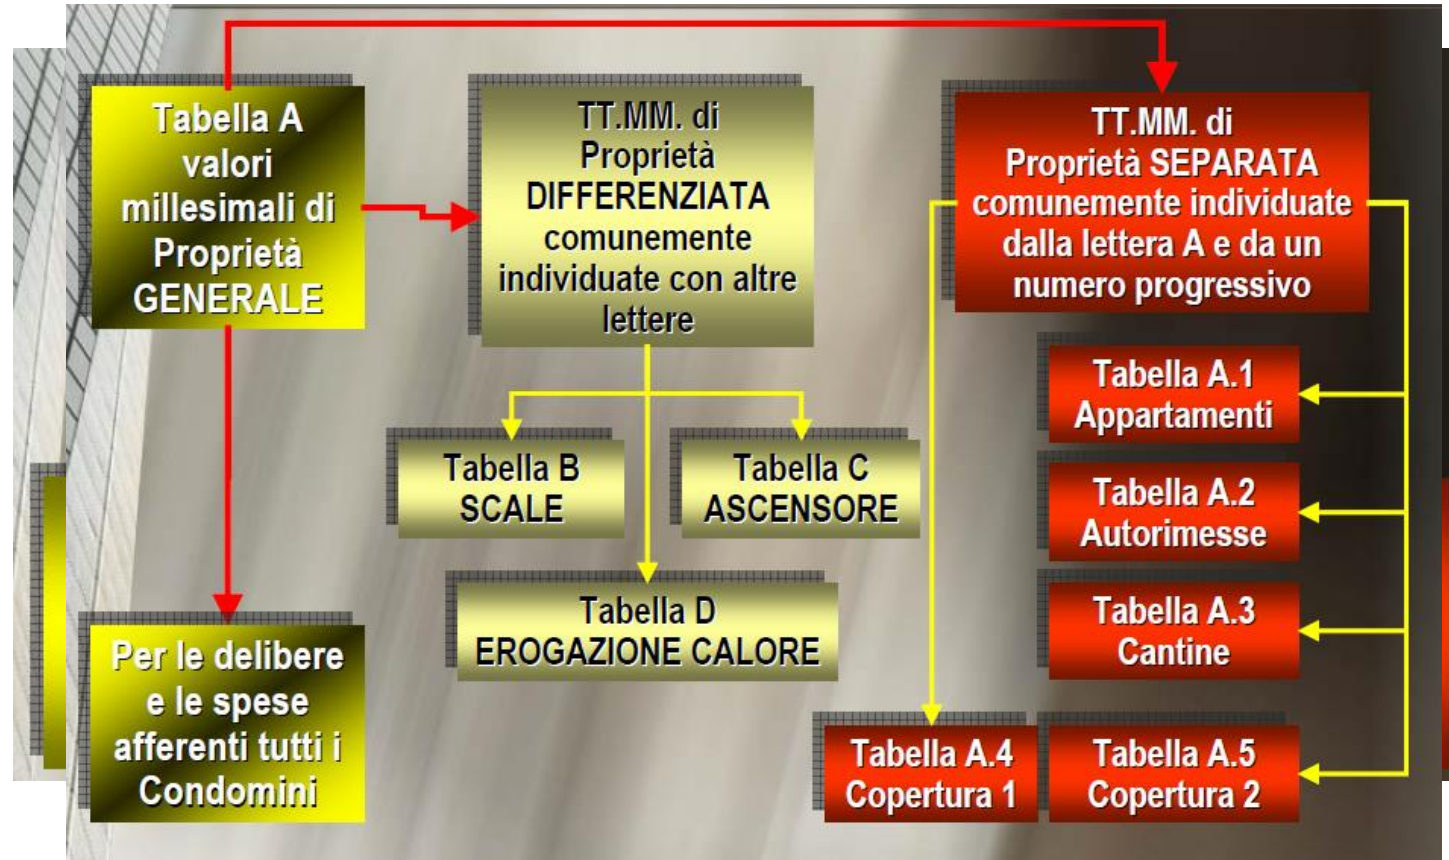 Tabella A
valori
millesimali di
Proprietà
GENERALE
TT.MM. di
Proprietà
DIFFERENZIATA
comunemente
individuate con altre
lettere
TT.MM. di
Proprietà SEPARATA
comunemente individuate
dalla lettera A e da un
numero progressivo
Tabella B
SCALE
Tabella C
ASCENSORE
Tabella D
EROGAZIONE CALORE
Tabella A.1
Appartamenti
Tabella A.2
Autorimesse
Tabella A.3
Cantine
Tabella A.4
Copertura 1
Tabella A.5
Copertura 2
Per le delibere
e le spese
afferenti tutti i
Condomini